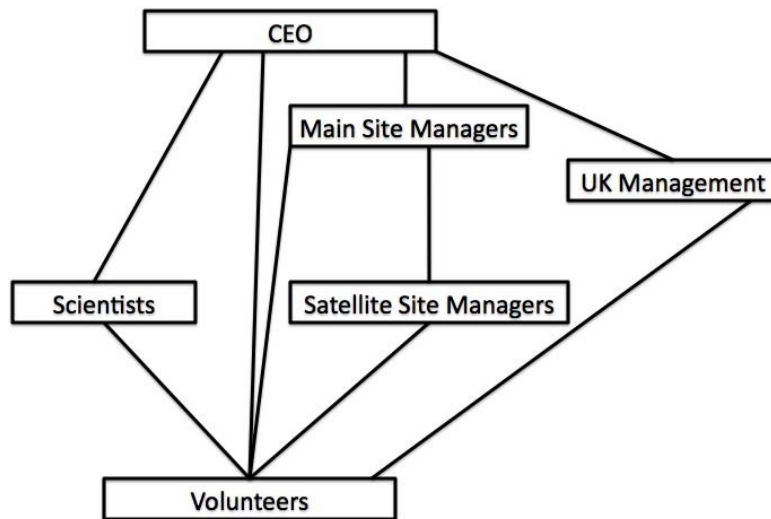 CEO
Main Site Managers
UK Management
Scientists
Satellite Site Managers
Volunteers